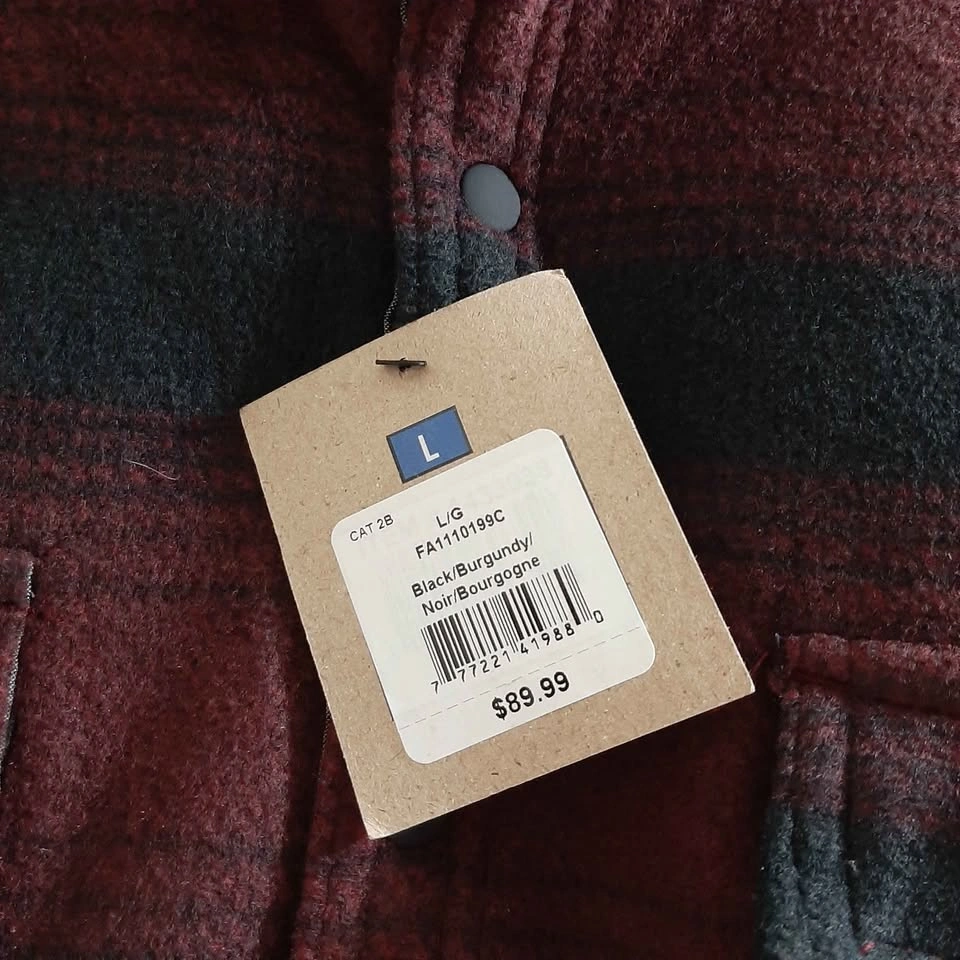 L
CAT 2B
L/G
FA1110199C
Black/Burgundy/
Noir/Bourgogne
7 77221 41988 0
$89.99